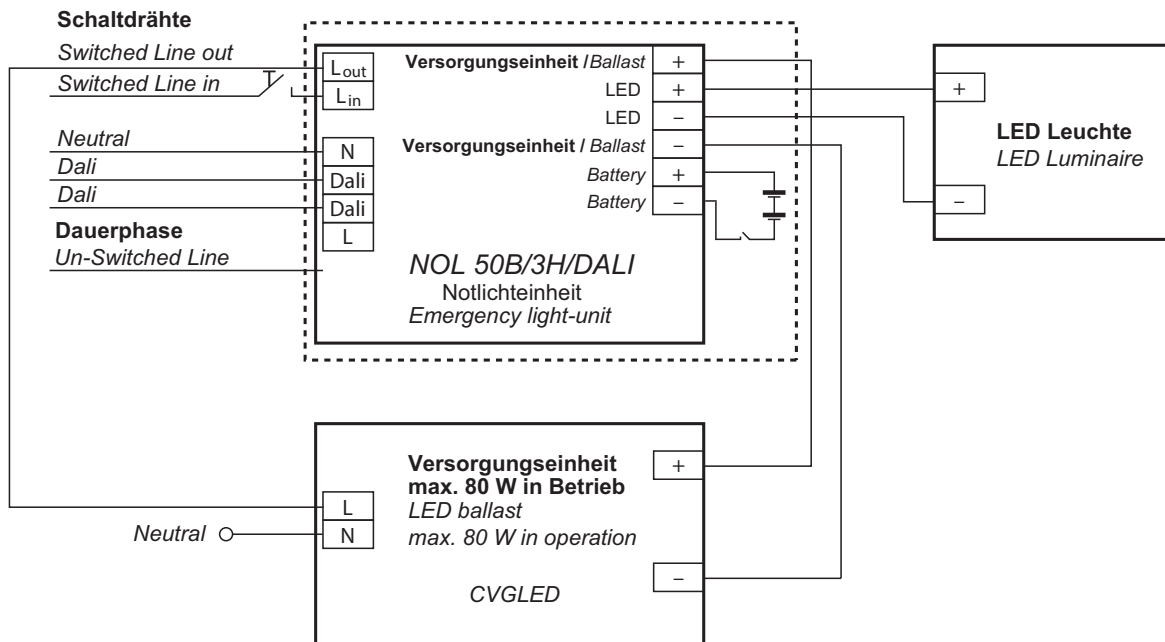 Schaltdrähte
Switched Line out
Switched Line in
Neutral
Dali
Dali
Dauerphase
Un-Switched Line
Lout
Lin
N
Dali
Dali
L
Versorgungseinheit / Ballast +
LED +
LED –
Versorgungseinheit / Ballast –
Battery +
Battery –
NOL 50B/3H/DALI
Notlichteinheit
Emergency light-unit
+
LED Leuchte
LED Luminaire
–
Versorgungseinheit
max. 80 W in Betrieb
LED ballast
max. 80 W in operation
CVGLED
L
N
Neutral
+
–